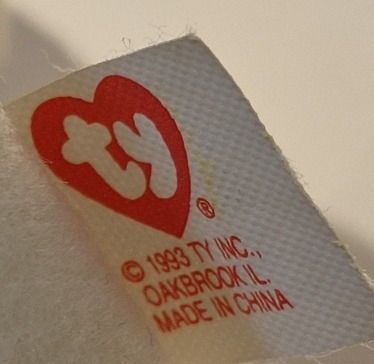 ty ®
© 1993 TY INC.,
OAKBROOK IL.
MADE IN CHINA